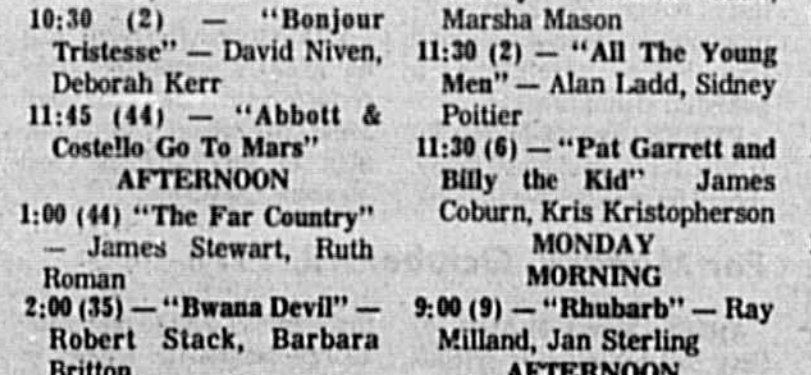 10:30 (2) — "Bonjour
Tristesse" — David Niven,
Deborah Kerr
11:45 (44) — "Abbott &
Costello Go To Mars"
AFTERNOON
1:00 (44) "The Far Country"
— James Stewart, Ruth
Roman
2:00 (35) — "Bwana Devil" —
Robert Stack, Barbara
Britton
Marsha Mason
11:30 (2) — "All The Young
Men" — Alan Ladd, Sidney
Poitier
11:30 (6) — "Pat Garrett and
Billy the Kid" James
Coburn, Kris Kristopherson
MONDAY
MORNING
9:00 (9) — "Rhubarb" — Ray
Milland, Jan Sterling
AFTERNOON